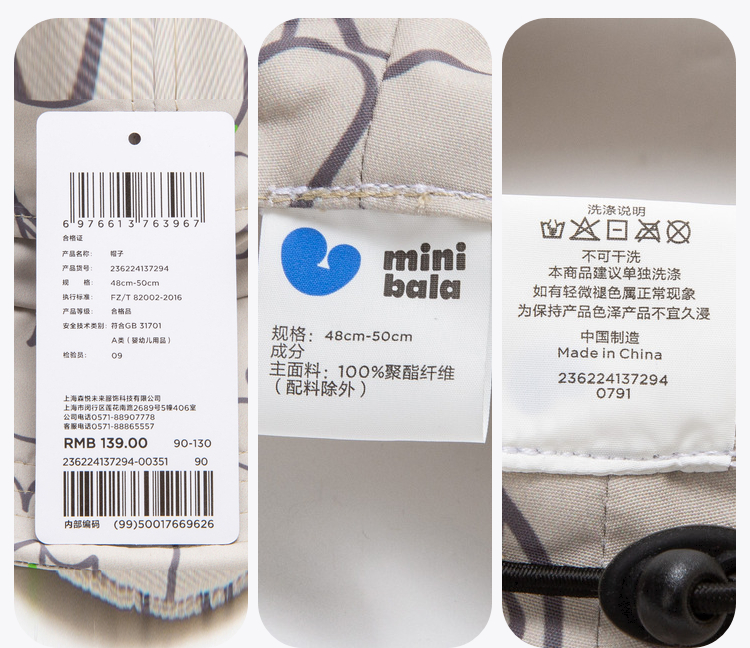 6 976613 763967
合格证
产品名称: 帽子
产品货号: 236224137294
规 格: 48cm-50cm
执行标准: FZ/T 82002-2016
产品等级: 合格品
安全技术类别: 符合GB 31701
A类(婴幼儿用品)
检验员: 09
上海森悦未来服饰科技有限公司
上海市闵行区莲花南路2689号5幢406室
公司电话0571-88907778
客服电话0571-88865557
RMB 139.00 90-130
236224137294-00351 90
内部编码 (99)50017669626
mini
bala
规格: 48cm-50cm
成分
主面料: 100%聚酯纤维
(配料除外)
洗涤说明
不可干洗
本商品建议单独洗涤
如有轻微褪色属正常现象
为保持产品色泽产品不宜久浸
中国制造
Made in China
236224137294
0791